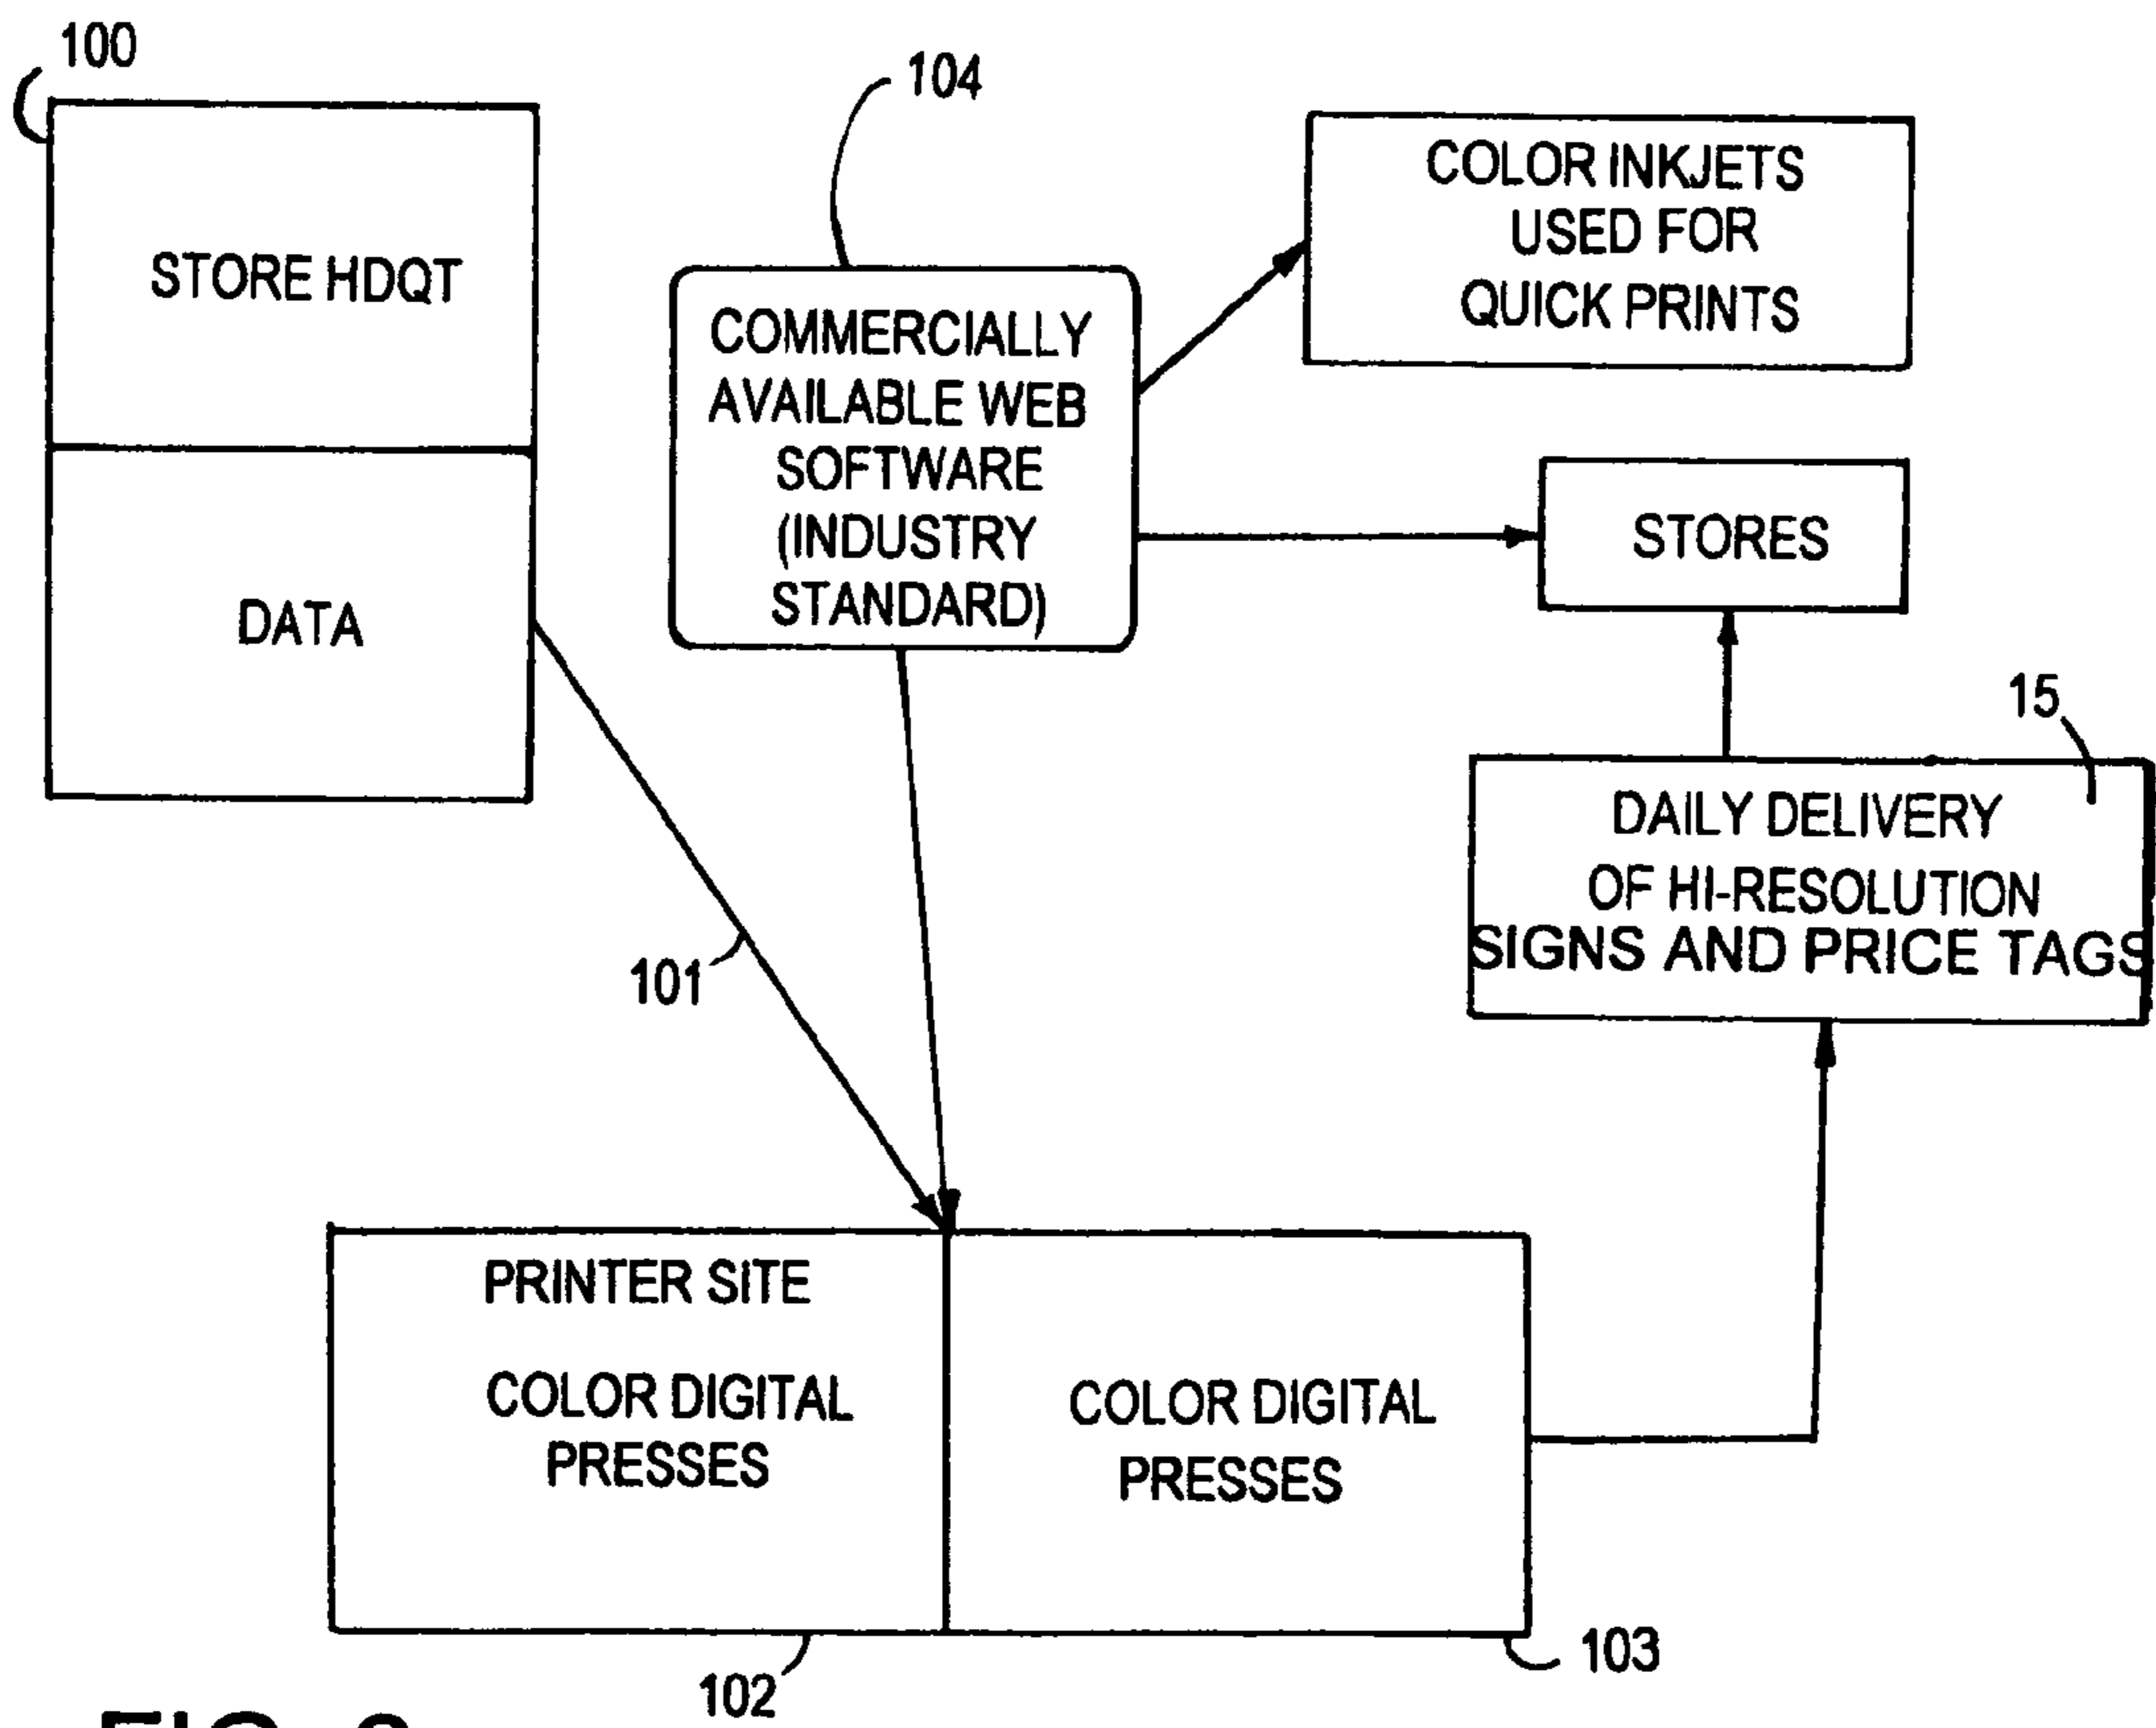 100
104
STORE HDQT
DATA
COMMERCIALLY
AVAILABLE WEB
SOFTWARE
(INDUSTRY
STANDARD)
COLOR INKJETS
USED FOR
QUICK PRINTS
STORES
15
DAILY DELIVERY
OF HI-RESOLUTION
SIGNS AND PRICE TAGS
101
PRINTER SITE
COLOR DIGITAL
PRESSES
COLOR DIGITAL
PRESSES
102
103
FIG.